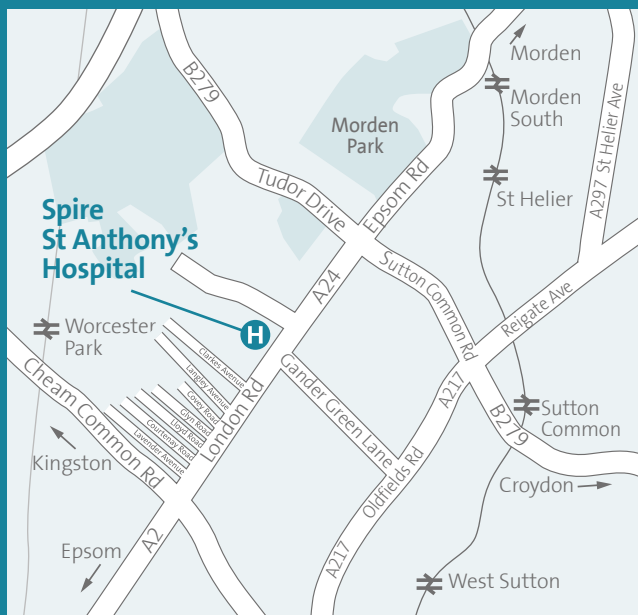 Morden
B279
Morden
South
Morden
Park
A297 St Helier Ave
Epsom Rd
Tudor Drive
St Helier
Spire
St Anthony's
Hospital
A24
Sutton Common Rd
Reigate Ave
Worcester
Park
H
Clarkes Avenue
Langley Avenue
Covey Road
Glyn Road
Lloyd Road
Courtenay Road
Lavender Avenue
London Rd
Gander Green Lane
A217
Cheam Common Rd
B279
Sutton
Common
Kingston
Oldfields Rd
Croydon
A2
A217
Epsom
West Sutton